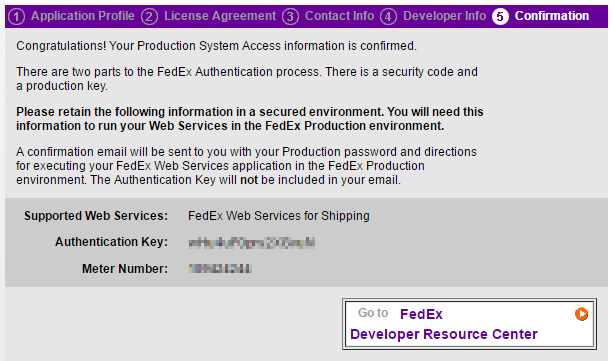 1 Application Profile 2 License Agreement 3 Contact Info 4 Developer Info 5 Confirmation
Congratulations! Your Production System Access information is confirmed.
There are two parts to the FedEx Authentication process. There is a security code and
a production key.
Please retain the following information in a secured environment. You will need this
information to run your Web Services in the FedEx Production environment.
A confirmation email will be sent to you with your Production password and directions
for executing your FedEx Web Services application in the FedEx Production
environment. The Authentication Key will not be included in your email.
Supported Web Services: FedEx Web Services for Shipping
Authentication Key:
Meter Number:
Go to FedEx
Developer Resource Center